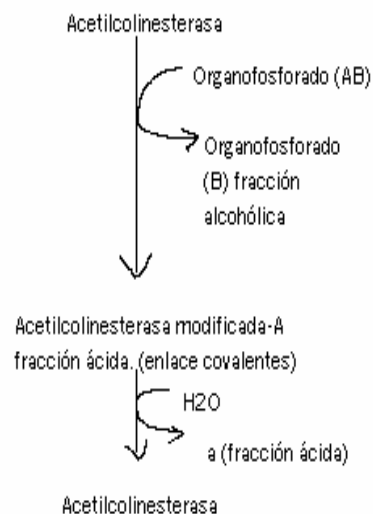 Acetilcolinesterasa
Organofosforado (AB)
Organofosforado
(B) fracción
alcohólica
Acetilcolinesterasa modificada-A
fracción ácida. (enlace covalentes)
H2O
a (fracción ácida)
Acetilcolinesterasa